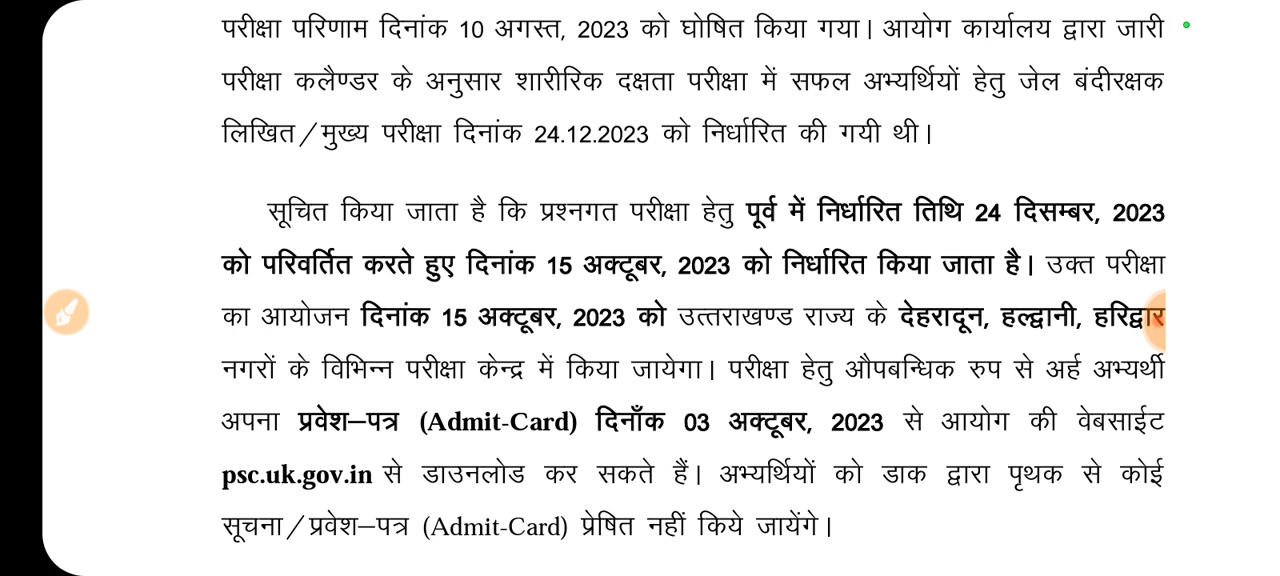 परीक्षा परिणाम दिनांक 10 अगस्त, 2023 को घोषित किया गया। आयोग कार्यालय द्वारा जारी
परीक्षा कलैण्डर के अनुसार शारीरिक दक्षता परीक्षा में सफल अभ्यर्थियों हेतु जेल बंदीरक्षक
लिखित/मुख्य परीक्षा दिनांक 24.12.2023 को निर्धारित की गयी थी।
सूचित किया जाता है कि प्रश्नगत परीक्षा हेतु पूर्व में निर्धारित तिथि 24 दिसम्बर, 2023
को परिवर्तित करते हुए दिनांक 15 अक्टूबर, 2023 को निर्धारित किया जाता है। उक्त परीक्षा
का आयोजन दिनांक 15 अक्टूबर, 2023 को उत्तराखण्ड राज्य के देहरादून, हल्द्वानी, हरिद्वार
नगरों के विभिन्न परीक्षा केन्द्र में किया जायेगा। परीक्षा हेतु औपबन्धिक रुप से अर्ह अभ्यर्थी
अपना प्रवेश–पत्र (Admit-Card) दिनाँक 03 अक्टूबर, 2023 से आयोग की वेबसाईट
psc.uk.gov.in से डाउनलोड कर सकते हैं। अभ्यर्थियों को डाक द्वारा पृथक से कोई
सूचना/प्रवेश–पत्र (Admit-Card) प्रेषित नहीं किये जायेंगे।